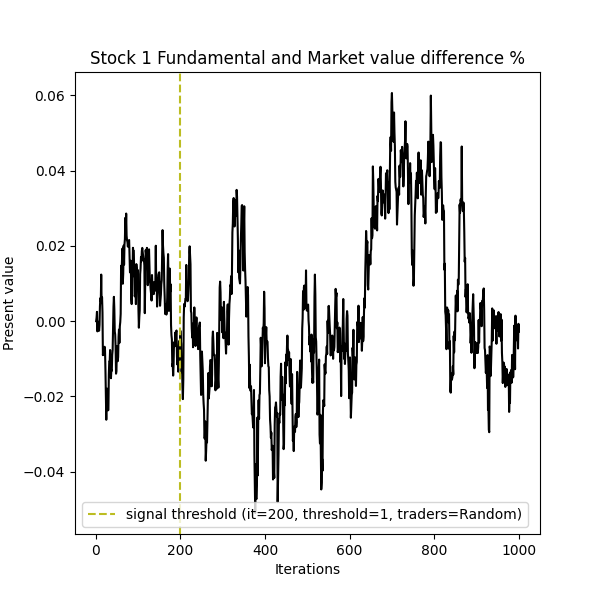 Stock 1 Fundamental and Market value difference %
0.06
0.04
0.02
0.00
−0.02
−0.04
Present value
signal threshold (it=200, threshold=1, traders=Random)
0 200 400 600 800 1000
Iterations